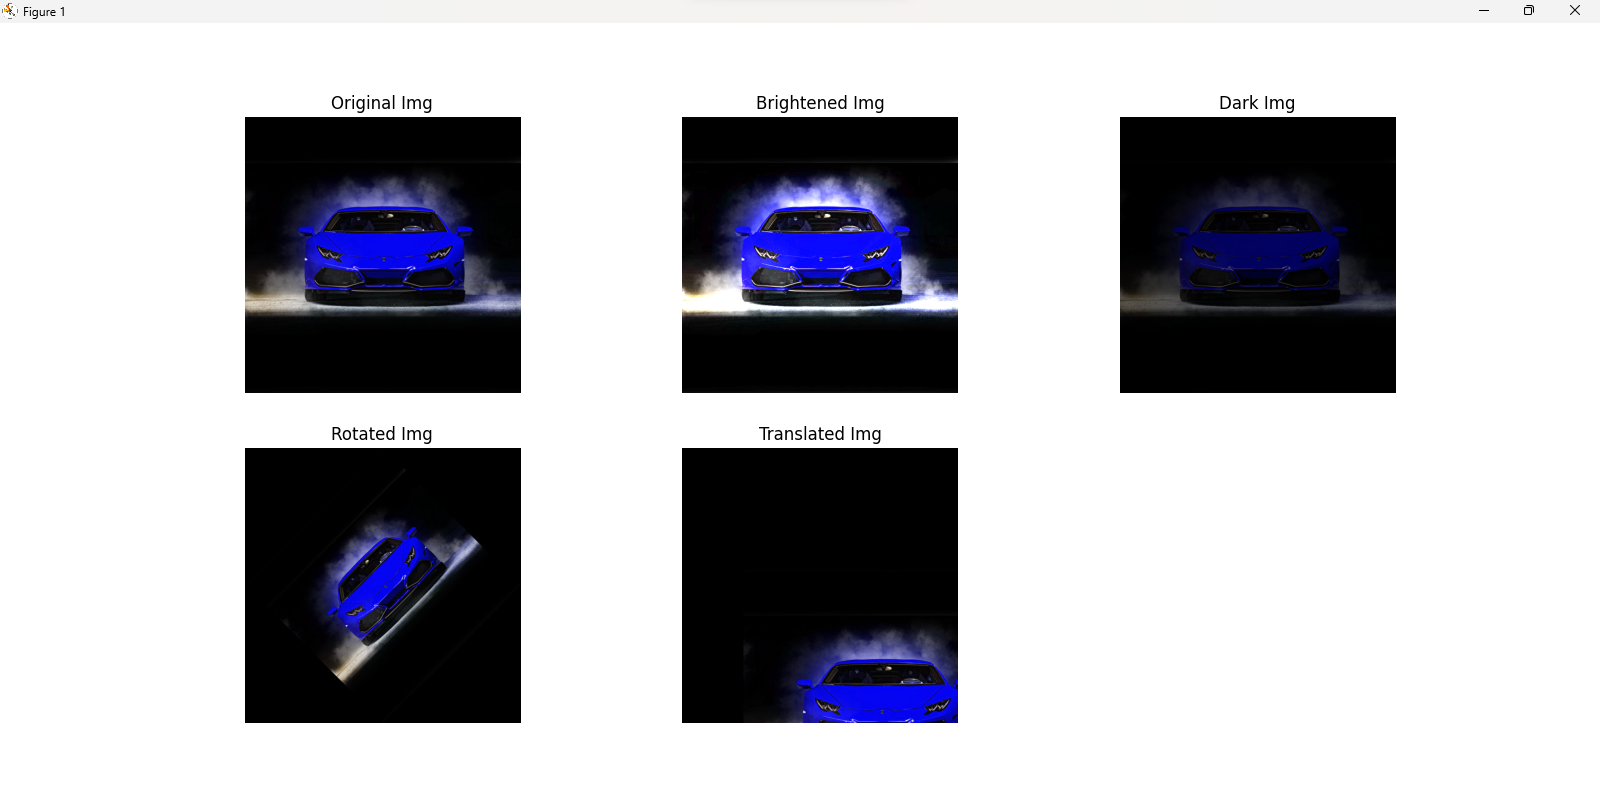 Figure 1
Original Img
Brightened Img
Dark Img
Rotated Img
Translated Img